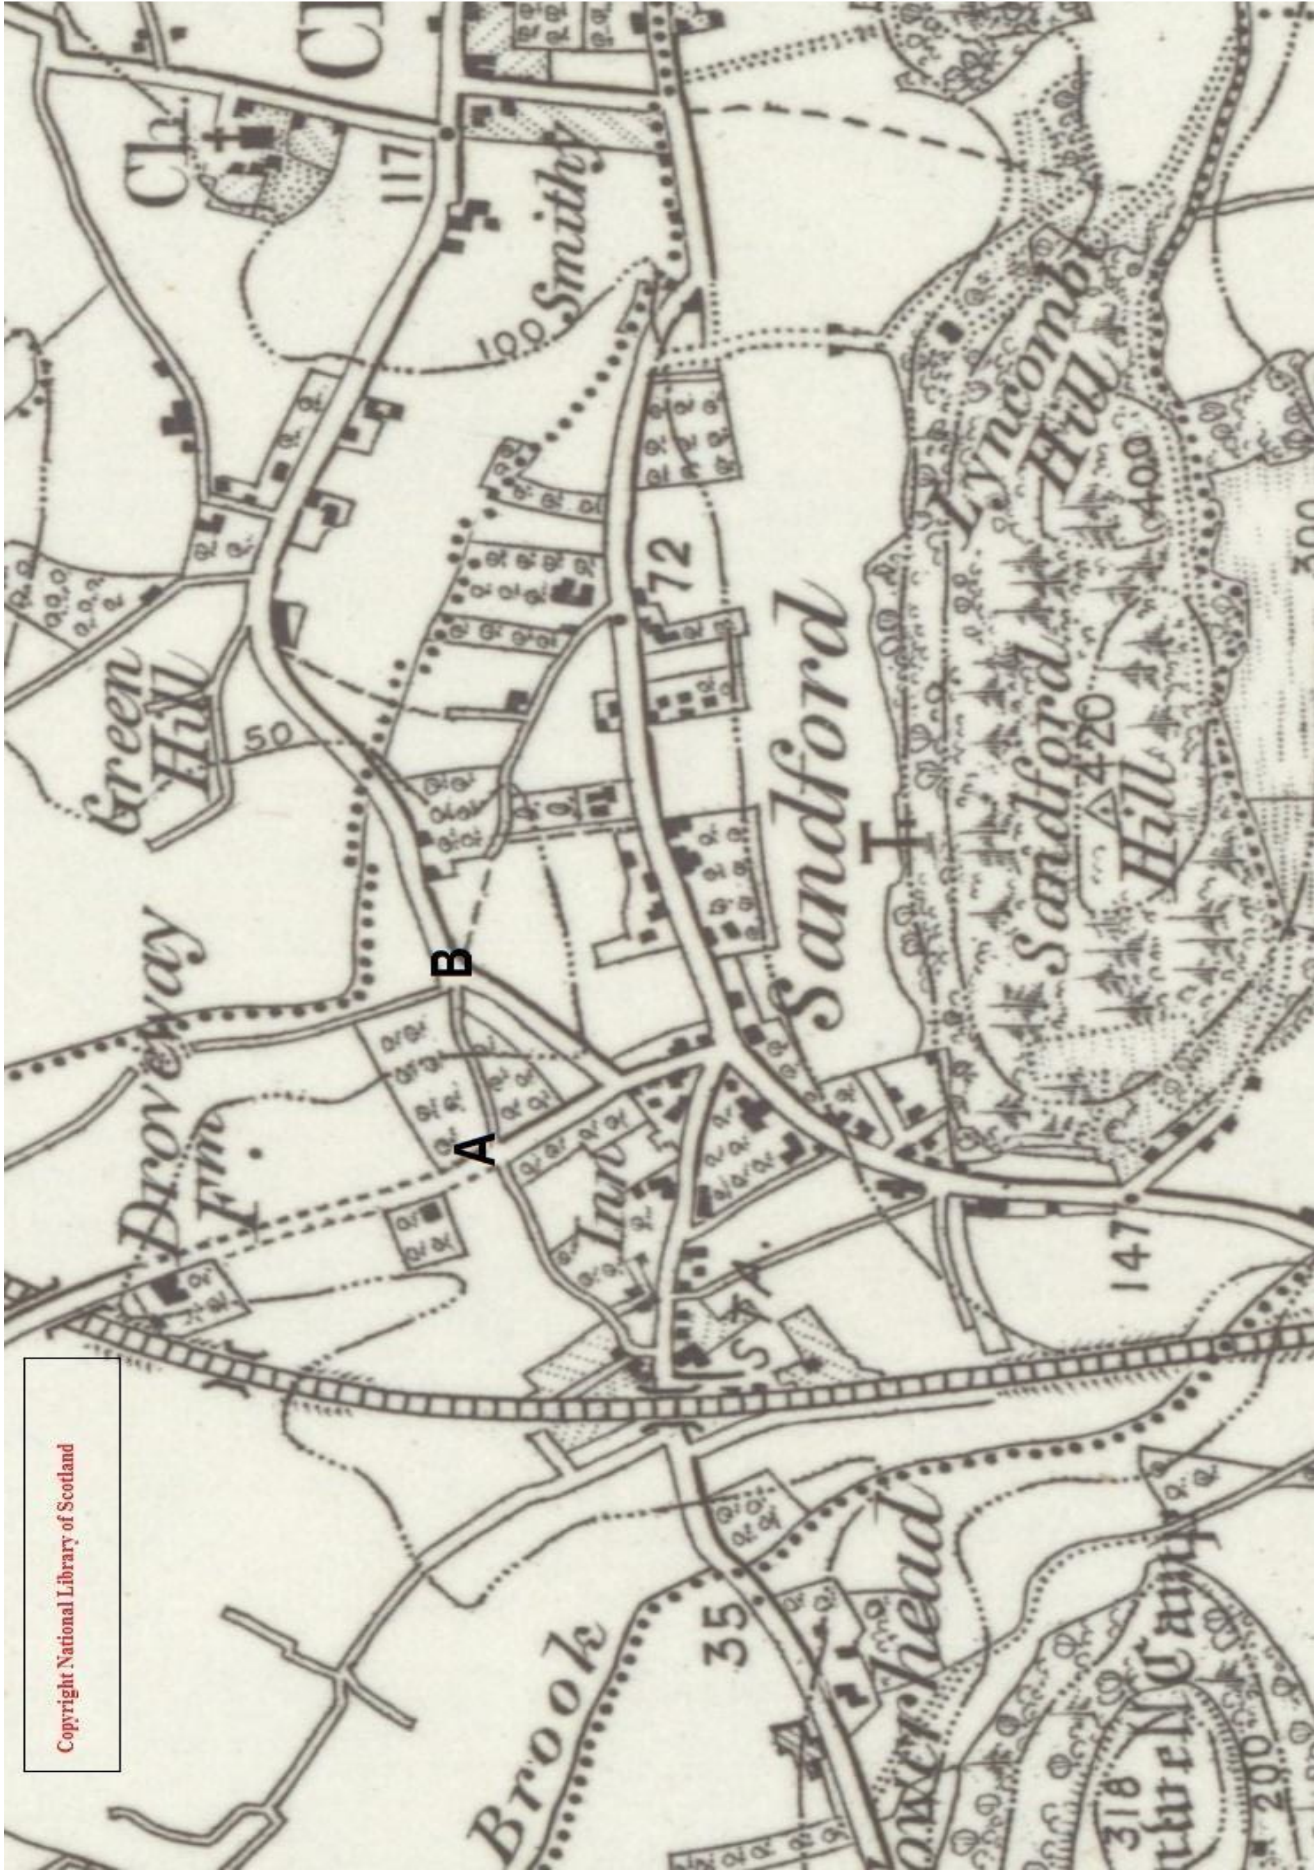 Copyright National Library of Scotland
Brook
35
318
200
Droveway
Fm.
Green
Hill
50
Ch.
117
100
Smithy
A
B
Inn
S.
72
Sandford
T
147
Sandford
420
Hill
Lyncombe
Hill
400
300